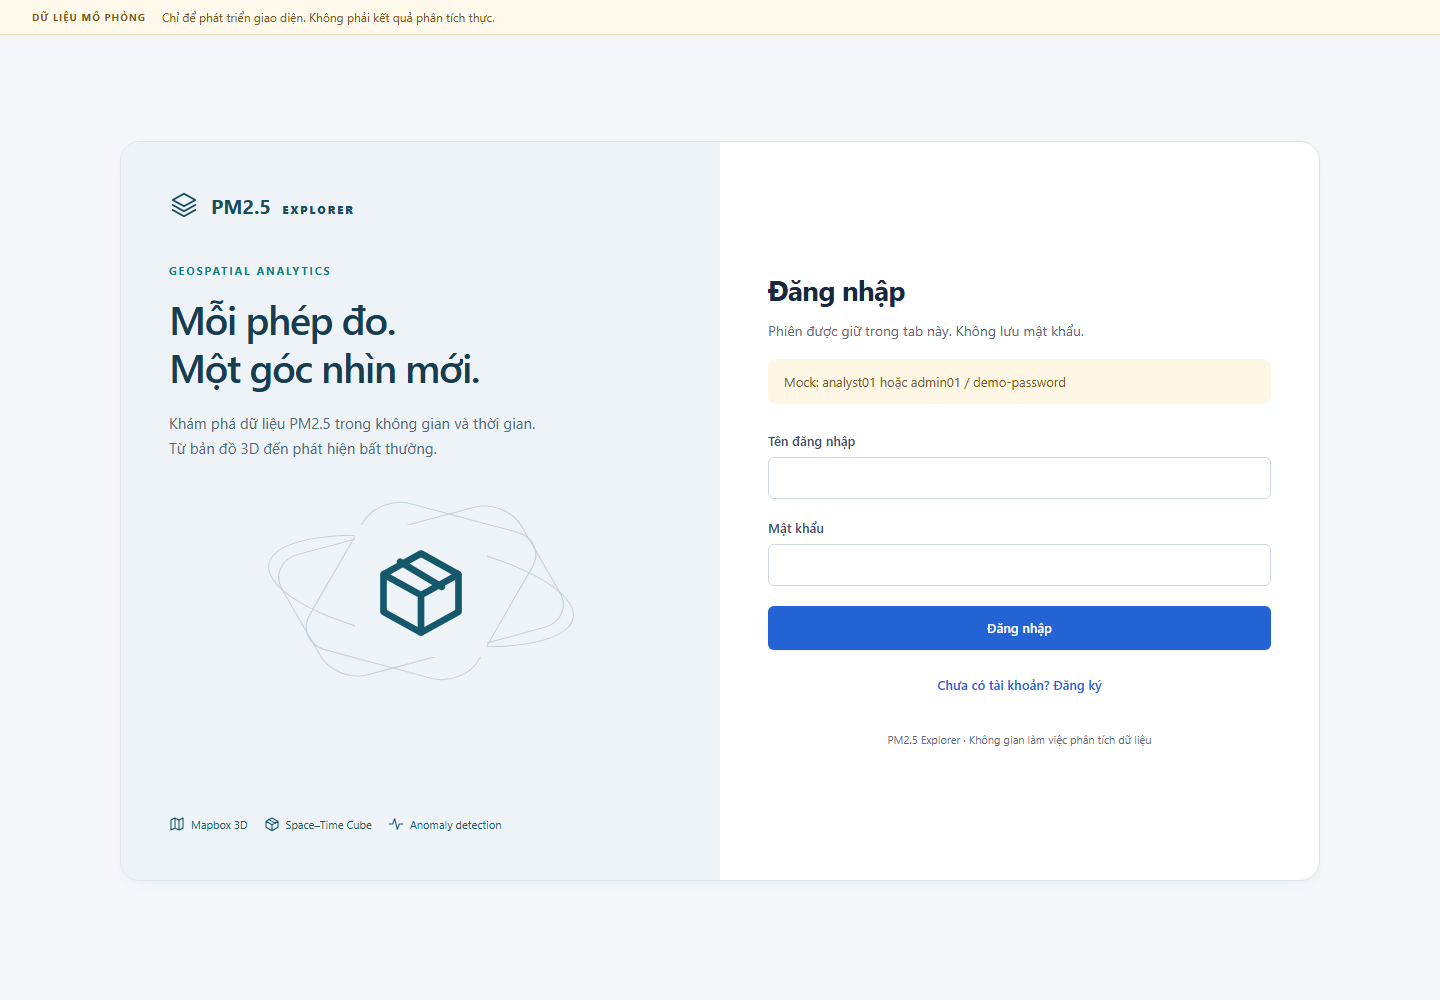 DỮ LIỆU MÔ PHỎNG Chỉ để phát triển giao diện. Không phải kết quả phân tích thực.
PM2.5 EXPLORER
GEOSPATIAL ANALYTICS
Mỗi phép đo.
Một góc nhìn mới.
Khám phá dữ liệu PM2.5 trong không gian và thời gian.
Từ bản đồ 3D đến phát hiện bất thường.
Mapbox 3D Space–Time Cube Anomaly detection
Đăng nhập
Phiên được giữ trong tab này. Không lưu mật khẩu.
Mock: analyst01 hoặc admin01 / demo-password
Tên đăng nhập
Mật khẩu
Đăng nhập
Chưa có tài khoản? Đăng ký
PM2.5 Explorer · Không gian làm việc phân tích dữ liệu